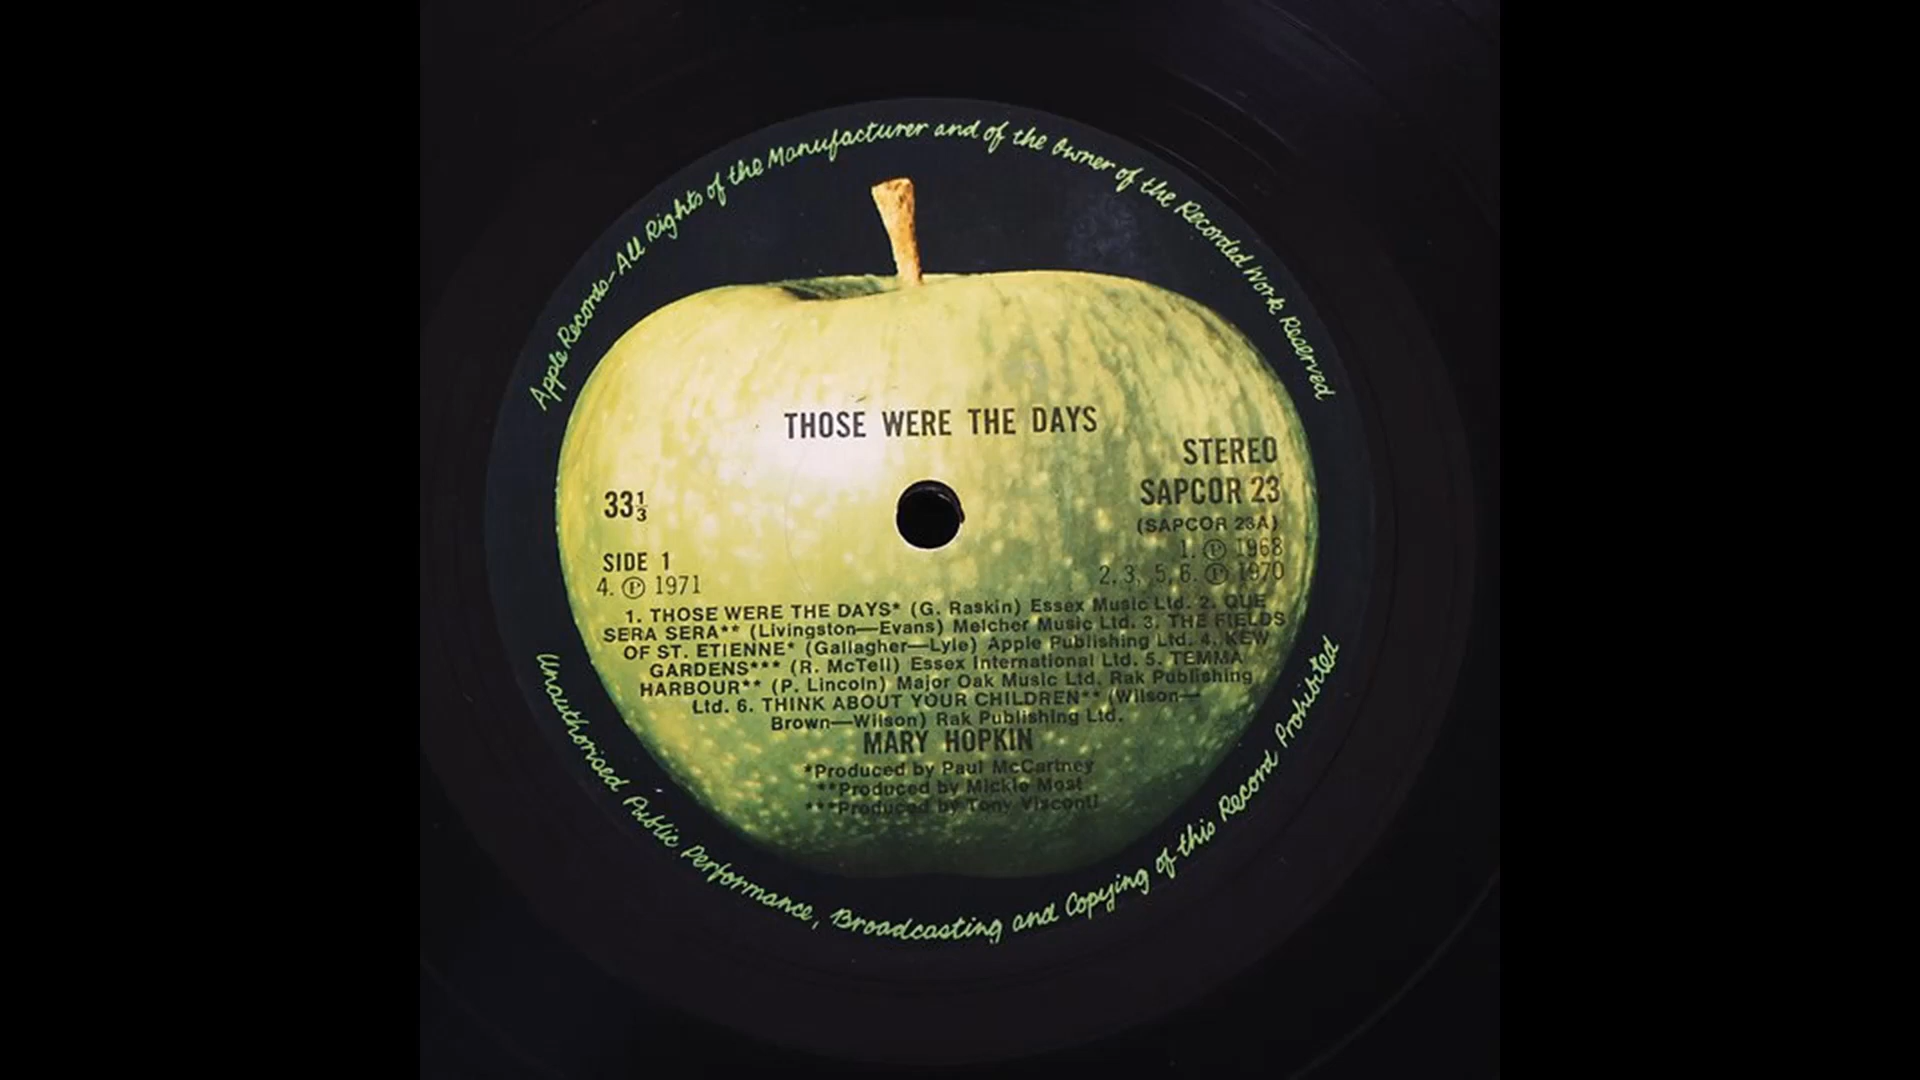 Apple Records—All Rights of the Manufacturer and of the Owner of the Recorded Work Reserved
THOSE WERE THE DAYS
STEREO
33⅓
SAPCOR 23
(SAPCOR 23A)
SIDE 1
1. ℗ 1968
4. ℗ 1971
2, 3, 5, 6. ℗ 1970
1. THOSE WERE THE DAYS* (G. Raskin) Essex Music Ltd. 2. QUE
SERA SERA** (Livingston—Evans) Melcher Music Ltd. 3. THE FIELDS
OF ST. ETIENNE* (Gallagher—Lyle) Apple Publishing Ltd. 4. KEW
GARDENS*** (R. McTell) Essex International Ltd. 5. TEMMA
HARBOUR** (P. Lincoln) Major Oak Music Ltd. Rak Publishing
Ltd. 6. THINK ABOUT YOUR CHILDREN** (Wilson—
Brown—Wilson) Rak Publishing Ltd.
MARY HOPKIN
*Produced by Paul McCartney
**Produced by Mickie Most
***Produced by Tony Visconti
Unauthorised Public Performance, Broadcasting and Copying of this Record Prohibited